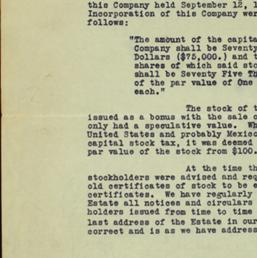 this Company held September 12, 1
Incorporation of this Company wer
follows:
"The amount of the capita
Company shall be Seventy
Dollars ($75,000.) and t
shares of which said sto
shall be Seventy Five Th
of the par value of One
each."
The stock of t
issued as a bonus with the sale o
only had a speculative value. Wh
United States and probably Mexico
capital stock tax, it was deemed
par value of the stock from $100.
At the time th
stockholders were advised and req
old certificates of stock to be e
certificates. We have regularly
Estate all notices and circulars
holders issued from time to time
last address of the Estate in our
correct and is as we have address